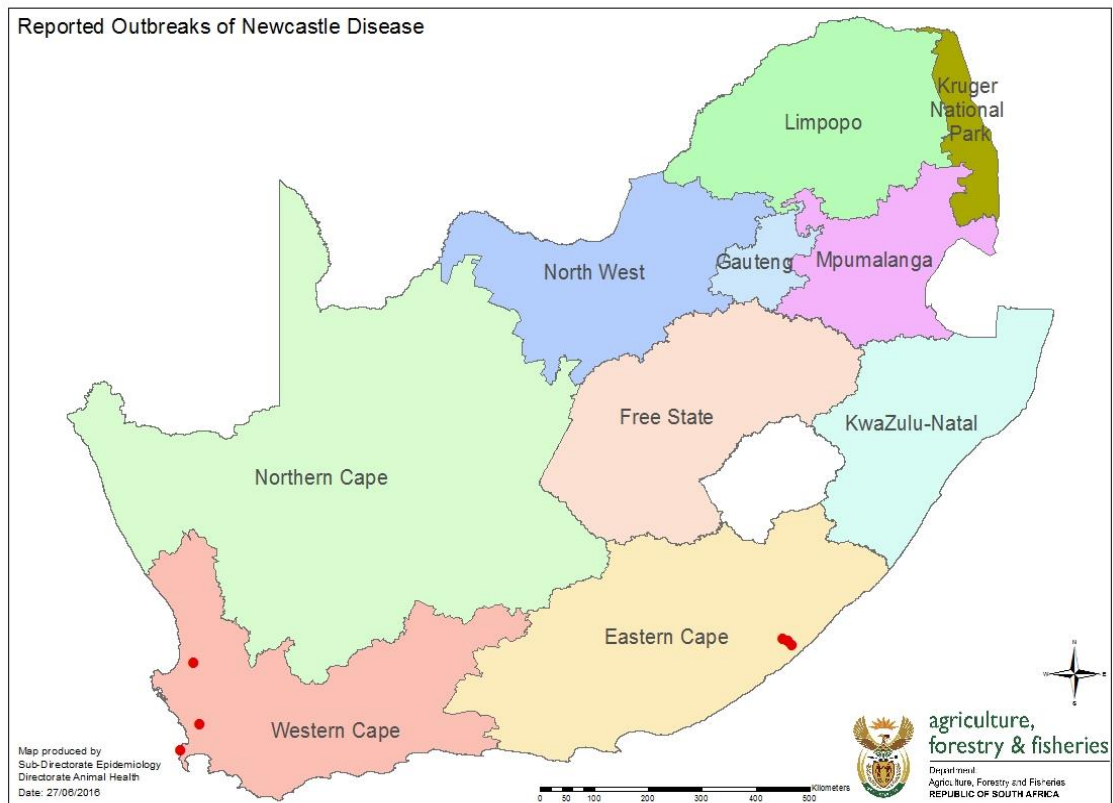 Reported Outbreaks of Newcastle Disease
Kruger
National
Park
Limpopo
North West
Gauteng
Mpumalanga
Free State
KwaZulu-Natal
Northern Cape
Eastern Cape
Western Cape
N
W
E
S
Map produced by
Sub-Directorate Epidemiology
Directorate Animal Health
Date: 27/06/2016
Kilometers
0 50 100 200 300 400 500
agriculture,
forestry & fisheries
Department:
Agriculture, Forestry and Fisheries
REPUBLIC OF SOUTH AFRICA